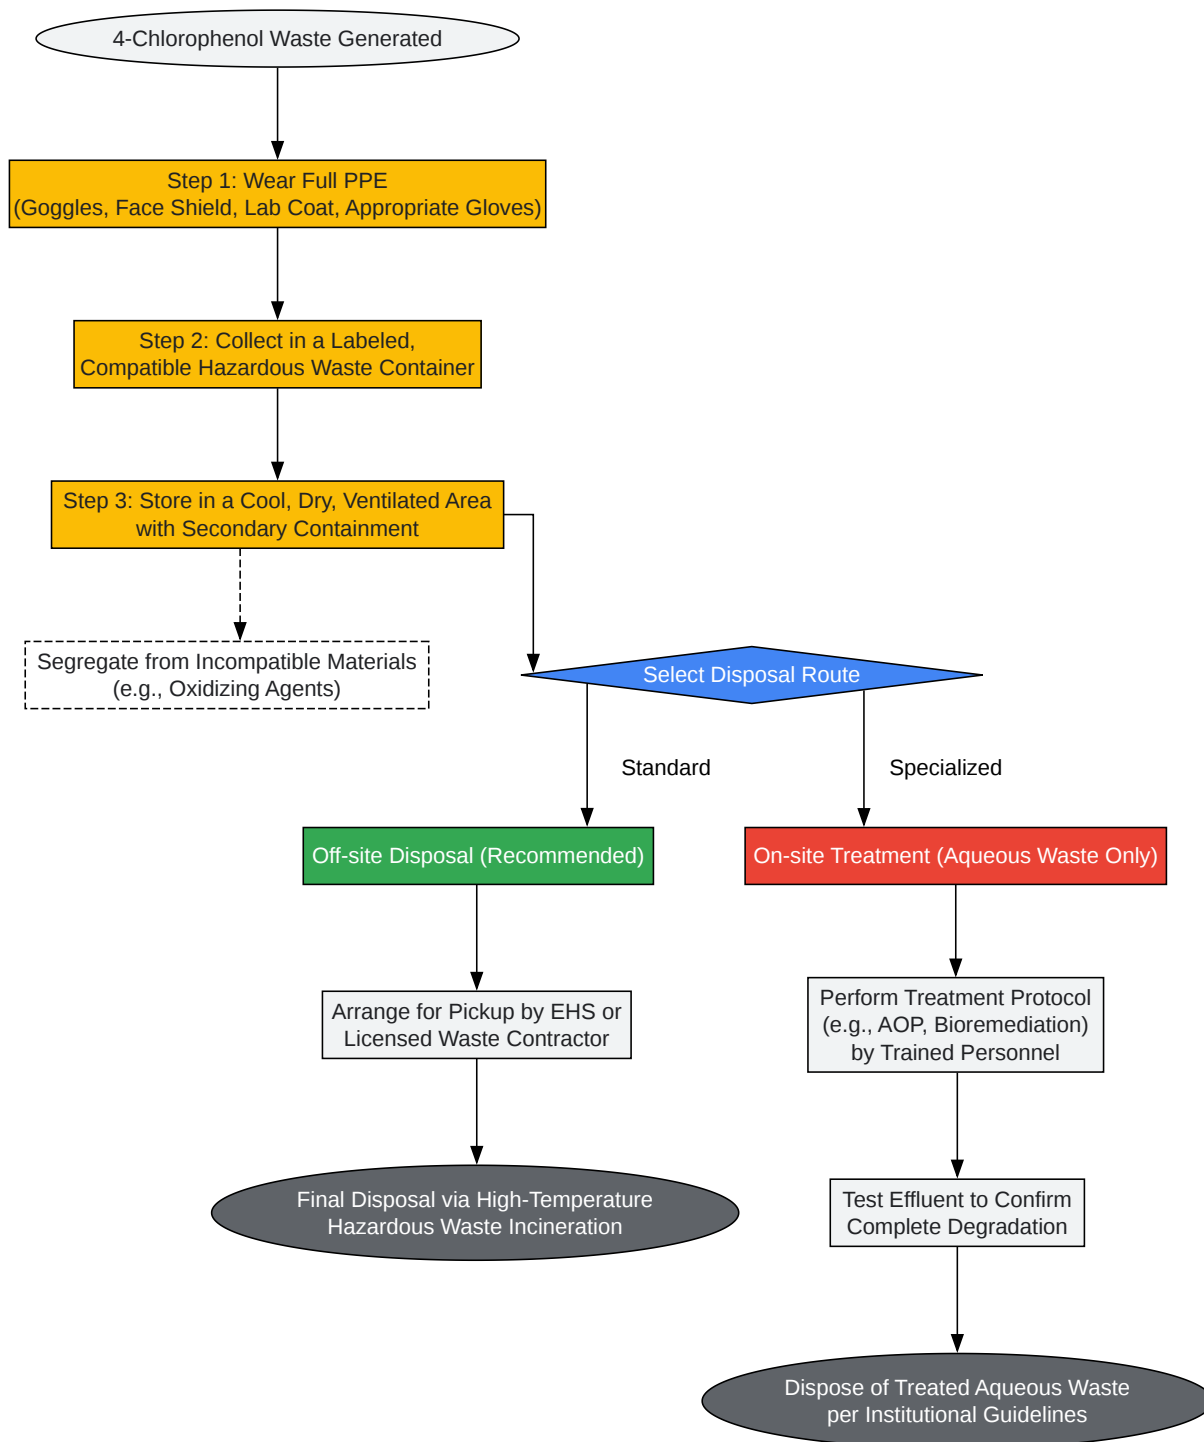 4-Chlorophenol Waste Generated
Step 1: Wear Full PPE
(Goggles, Face Shield, Lab Coat, Appropriate Gloves)
Step 2: Collect in a Labeled,
Compatible Hazardous Waste Container
Step 3: Store in a Cool, Dry, Ventilated Area
with Secondary Containment
Segregate from Incompatible Materials
(e.g., Oxidizing Agents)
Select Disposal Route
Standard
Specialized
Off-site Disposal (Recommended)
On-site Treatment (Aqueous Waste Only)
Arrange for Pickup by EHS or
Licensed Waste Contractor
Perform Treatment Protocol
(e.g., AOP, Bioremediation)
by Trained Personnel
Final Disposal via High-Temperature
Hazardous Waste Incineration
Test Effluent to Confirm
Complete Degradation
Dispose of Treated Aqueous Waste
per Institutional Guidelines